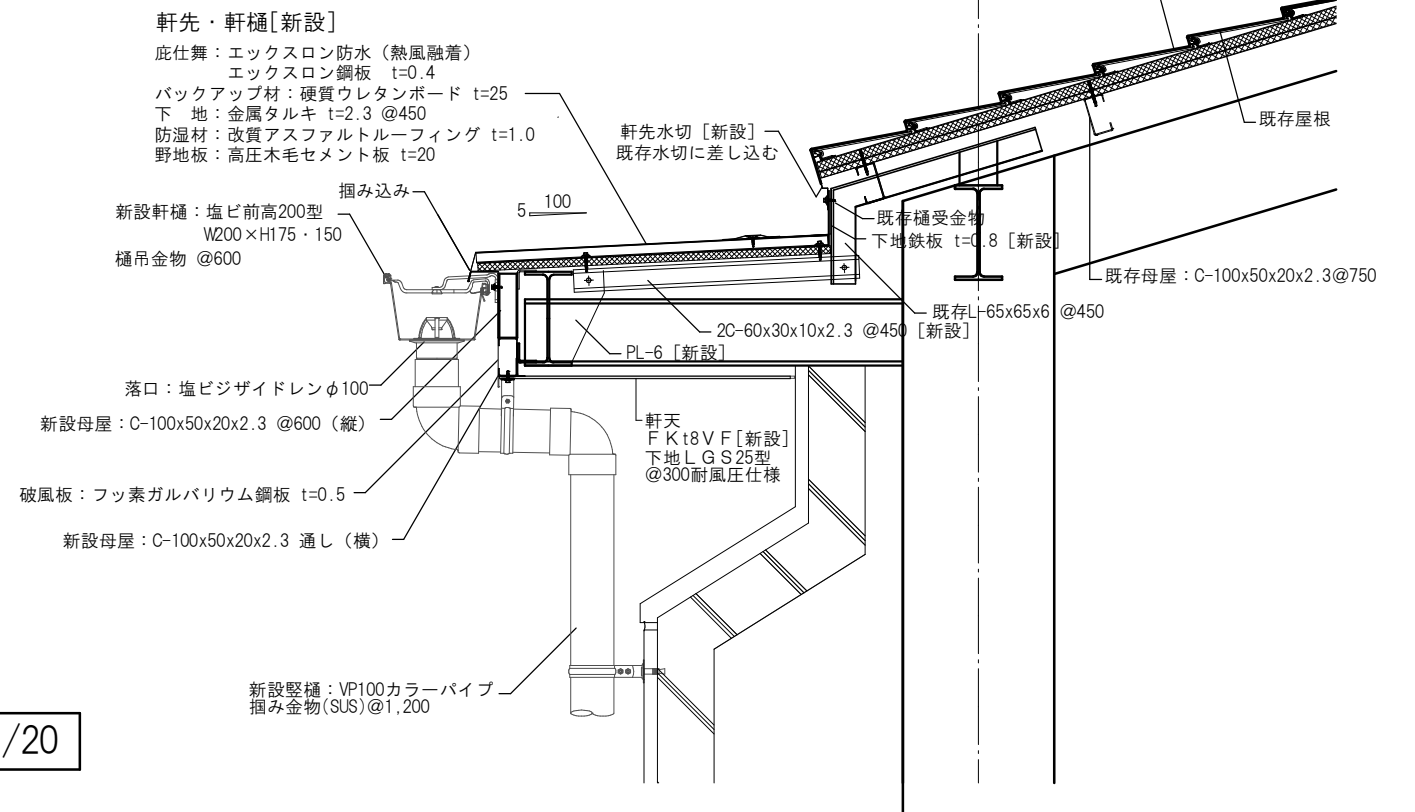 軒先・軒樋[新設]
庇仕舞：エックスロン防水（熱風融着）
エックスロン鋼板 t=0.4
バックアップ材：硬質ウレタンボード t=25
下 地：金属タルキ t=2.3 @450
防湿材：改質アスファルトルーフィング t=1.0
野地板：高圧木毛セメント板 t=20
軒先水切［新設］
既存水切に差し込む
既存屋根
掴み込み
5 100
新設軒樋：塩ビ前高200型
W200×H175・150
樋吊金物 @600
既存樋受金物
下地鉄板 t=0.8［新設］
既存母屋：C-100x50x20x2.3@750
既存L-65x65x6 @450
2C-60x30x10x2.3 @450［新設］
PL-6［新設］
落口：塩ビジザイドレンφ100
新設母屋：C-100x50x20x2.3 @600（縦）
軒天
ＦＫt8ＶＦ[新設]
下地ＬＧＳ25型
@300耐風圧仕様
破風板：フッ素ガルバリウム鋼板 t=0.5
新設母屋：C-100x50x20x2.3 通し（横）
新設竪樋：VP100カラーパイプ
掴み金物(SUS)@1,200
/20